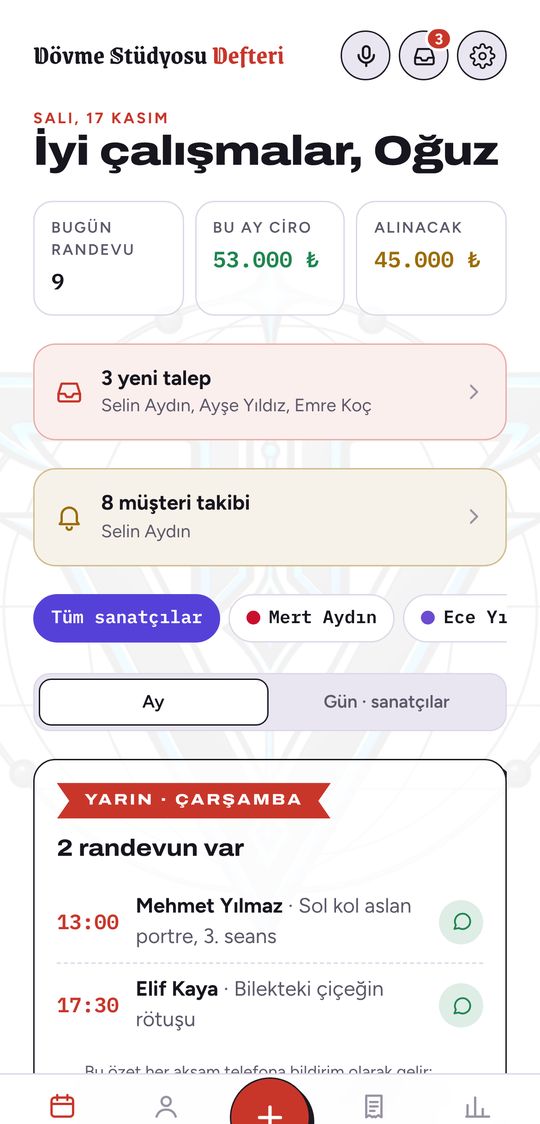 Dövme Stüdyosu Defteri
3
SALI, 17 KASIM
İyi çalışmalar, Oğuz
BUGÜN
RANDEVU
9
BU AY CİRO
53.000 ₺
ALINACAK
45.000 ₺
3 yeni talep
Selin Aydın, Ayşe Yıldız, Emre Koç
8 müşteri takibi
Selin Aydın
Tüm sanatçılar
Mert Aydın
Ece Yı
Ay
Gün · sanatçılar
YARIN · ÇARŞAMBA
2 randevun var
13:00
Mehmet Yılmaz · Sol kol aslan
portre, 3. seans
17:30
Elif Kaya · Bilekteki çiçeğin
rötuşu
Bu özet her akşam telefona bildirim olarak gelir;